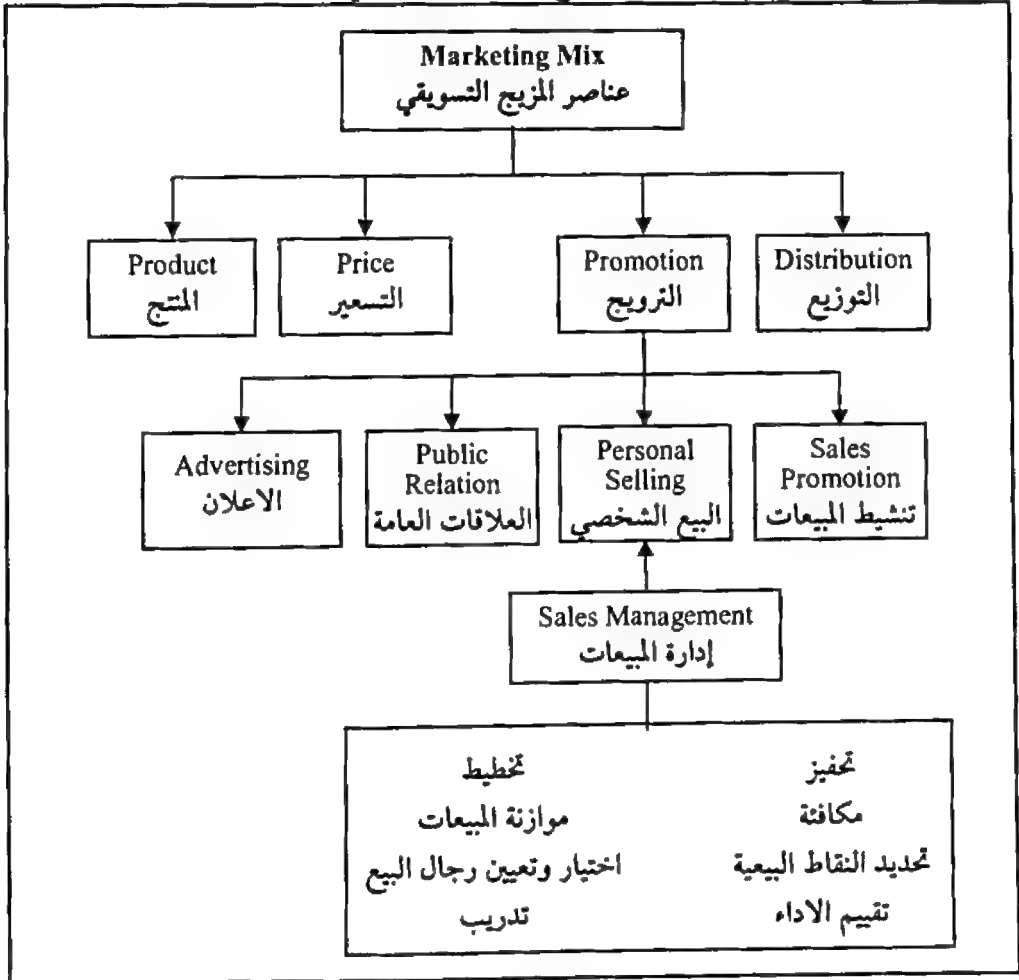 Marketing Mix
عناصر المزيج التسويقي
Product
المنتج
Price
التسعير
Promotion
الترويج
Distribution
التوزيع
Advertising
الاعلان
Public
Relation
العلاقات العامة
Personal
Selling
البيع الشخصي
Sales
Promotion
تنشيط المبيعات
Sales Management
إدارة المبيعات
تحفيز
تخطيط
مكافئة
موازنة المبيعات
تحديد النقاط البيعية
اختيار وتعيين رجال البيع
تقييم الاداء
تدريب